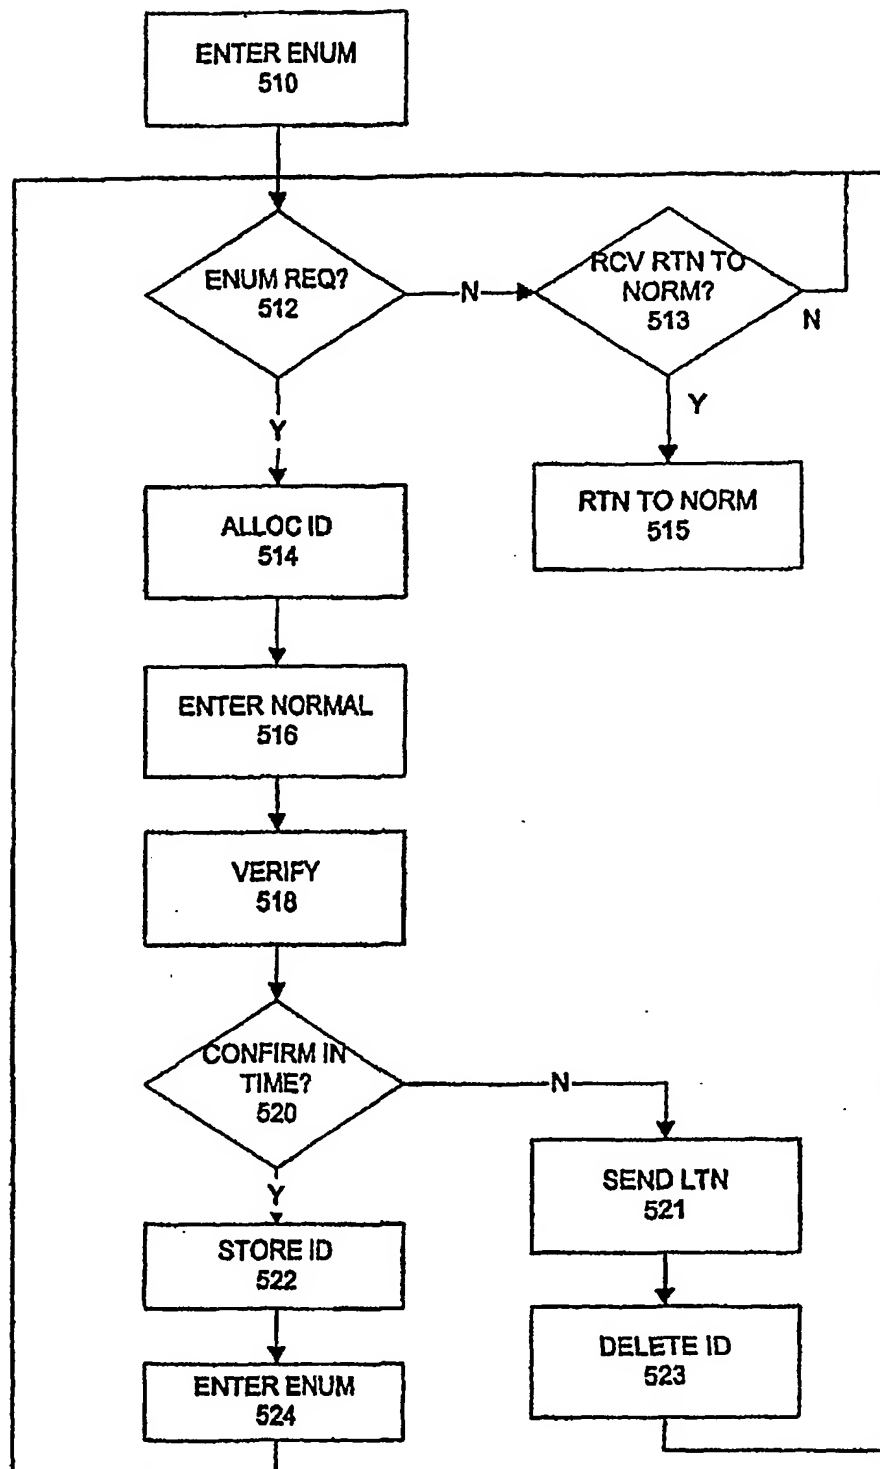 ENTER ENUM
510
ENUM REQ?
512
N
RCV RTN TO
NORM?
513
N
Y
Y
RTN TO NORM
515
ALLOC ID
514
ENTER NORMAL
516
VERIFY
518
CONFIRM IN
TIME?
520
N
Y
SEND LTN
521
STORE ID
522
DELETE ID
523
ENTER ENUM
524